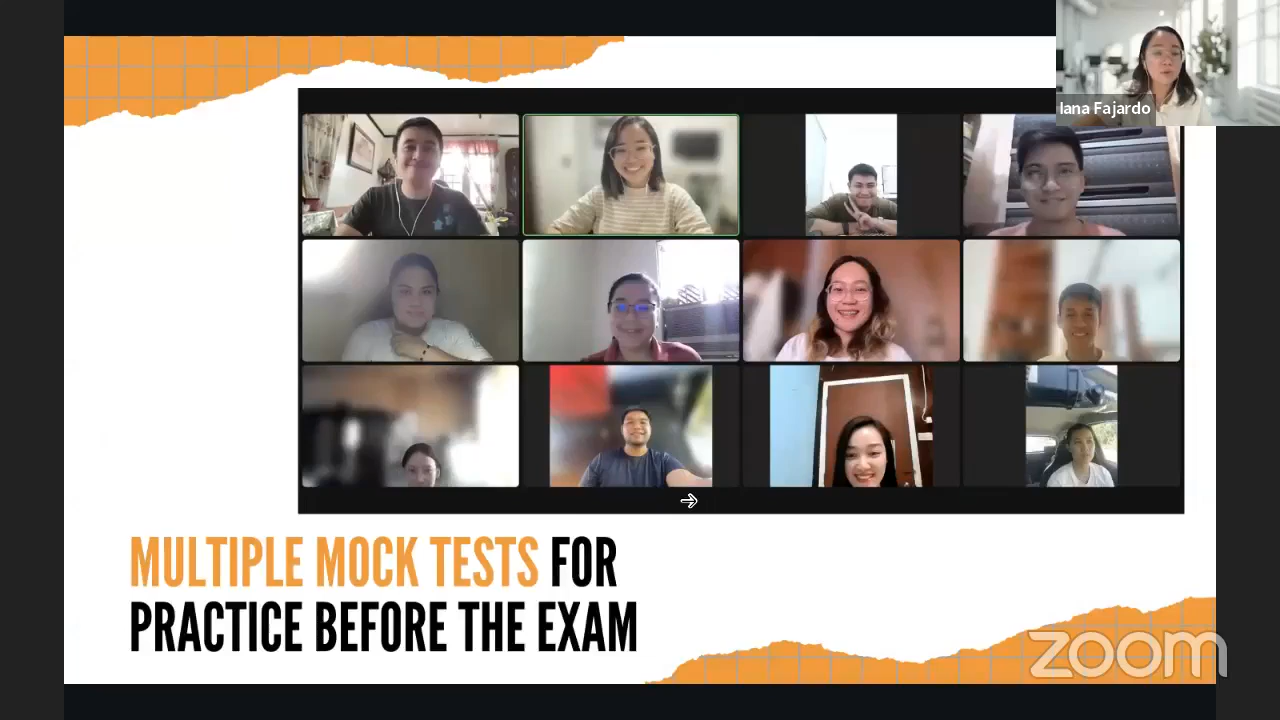 Iana Fajardo
MULTIPLE MOCK TESTS FOR
PRACTICE BEFORE THE EXAM
zoom